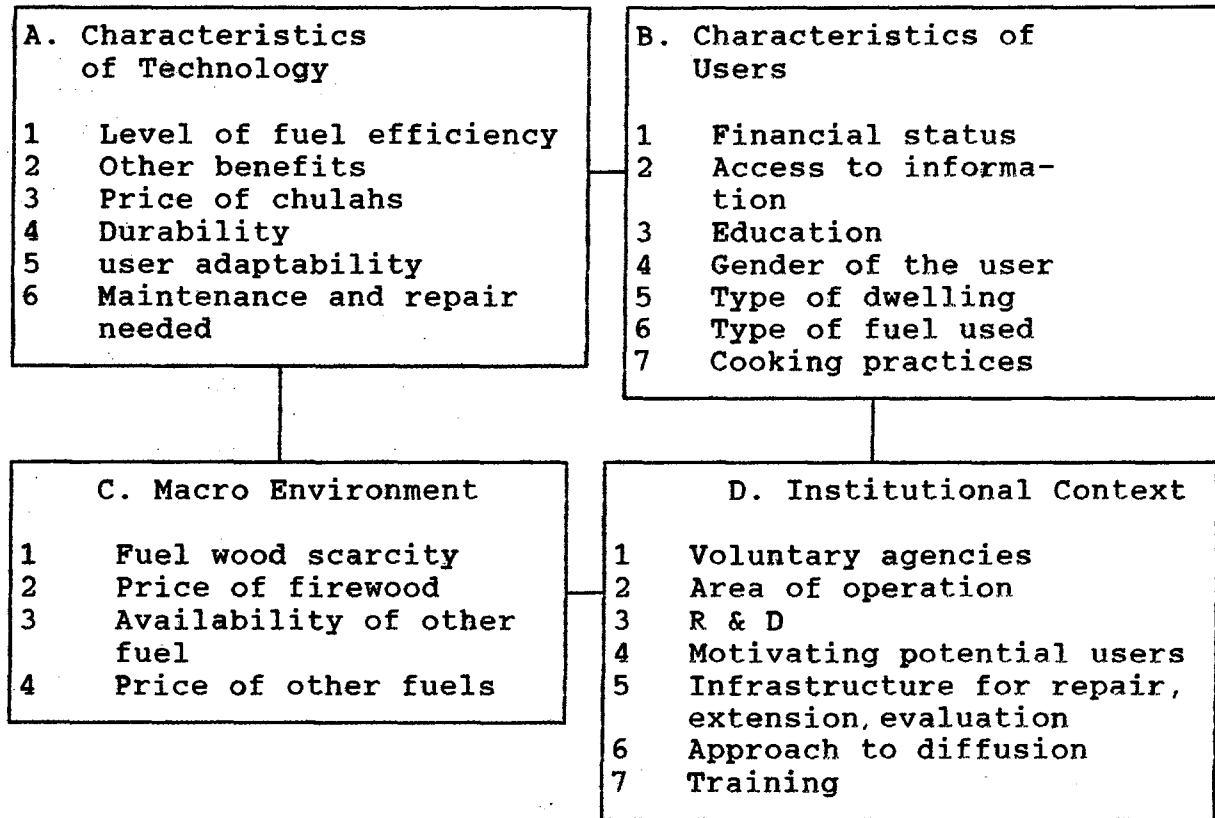 A. Characteristics
of Technology
1 Level of fuel efficiency
2 Other benefits
3 Price of chulahs
4 Durability
5 user adaptability
6 Maintenance and repair
needed
B. Characteristics of
Users
1 Financial status
2 Access to informa-
tion
3 Education
4 Gender of the user
5 Type of dwelling
6 Type of fuel used
7 Cooking practices
C. Macro Environment
1 Fuel wood scarcity
2 Price of firewood
3 Availability of other
fuel
4 Price of other fuels
D. Institutional Context
1 Voluntary agencies
2 Area of operation
3 R & D
4 Motivating potential users
5 Infrastructure for repair,
extension, evaluation
6 Approach to diffusion
7 Training